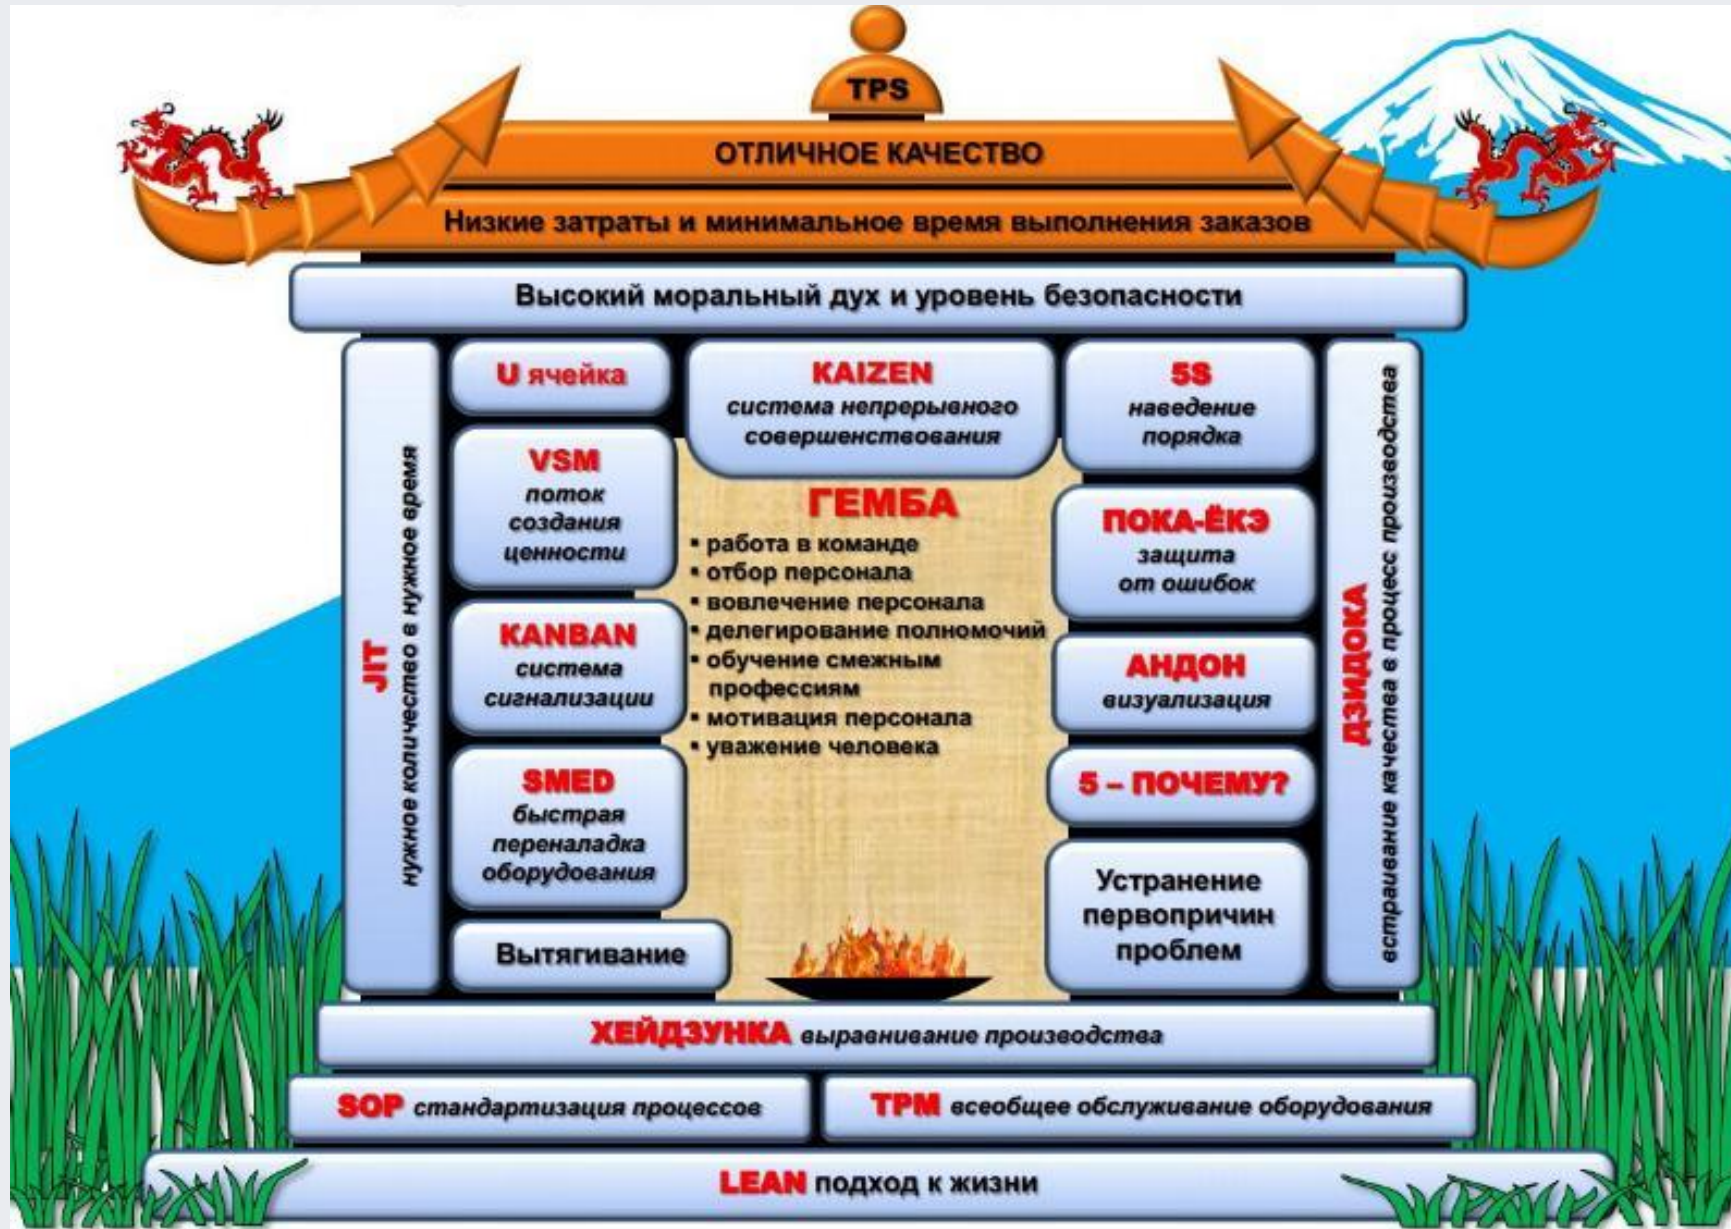 TPS
ОТЛИЧНОЕ КАЧЕСТВО
Низкие затраты и минимальное время выполнения заказов
Высокий моральный дух и уровень безопасности
JIT
нужное количество в нужное время
U ячейка
VSM
поток
создания
ценности
KANBAN
система
сигнализации
SMED
быстрая
переналадка
оборудования
Вытягивание
KAIZEN
система непрерывного
совершенствования
ГЕМБА
▪ работа в команде
▪ отбор персонала
▪ вовлечение персонала
▪ делегирование полномочий
▪ обучение смежным
профессиям
▪ мотивация персонала
▪ уважение человека
5S
наведение
порядка
ПОКА-ЁКЭ
защита
от ошибок
АНДОН
визуализация
5 – ПОЧЕМУ?
Устранение
первопричин
проблем
ДЗИДОКА
встраивание качества в процесс производства
ХЕЙДЗУНКА выравнивание производства
SOP стандартизация процессов
TPM всеобщее обслуживание оборудования
LEAN подход к жизни